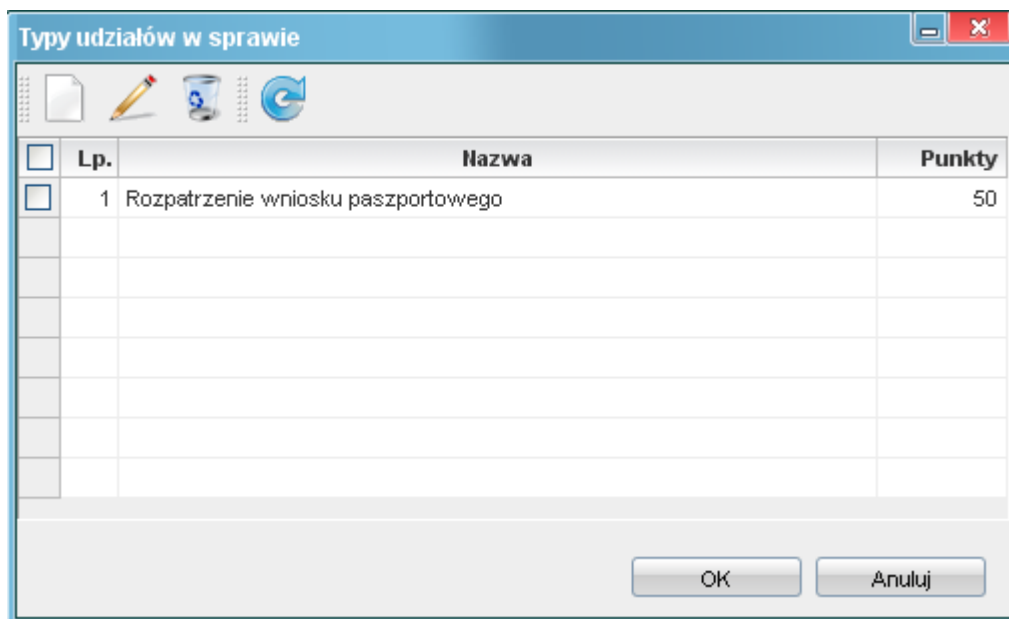 Typy udziałów w sprawie
Lp. Nazwa Punkty
1 Rozpatrzenie wniosku paszportowego 50
OK Anuluj